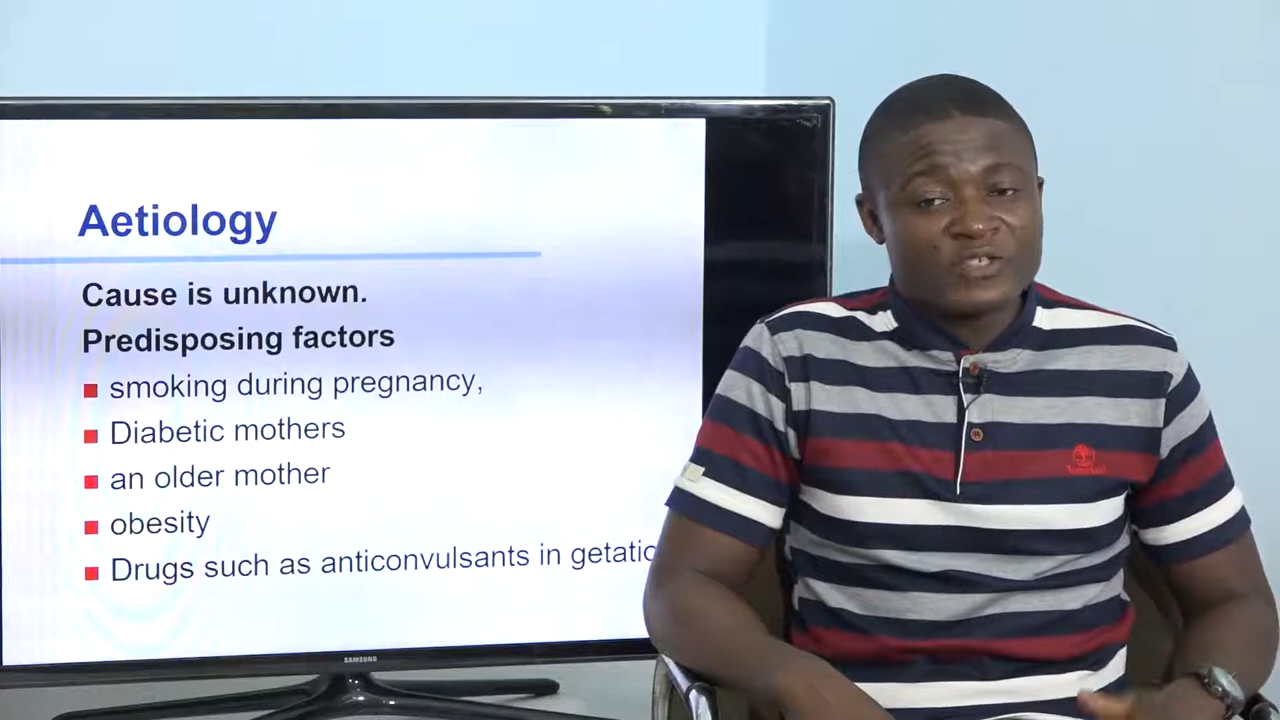 Aetiology
Cause is unknown.
Predisposing factors
smoking during pregnancy,
Diabetic mothers
an older mother
obesity
Drugs such as anticonvulsants in
SAMSUNG